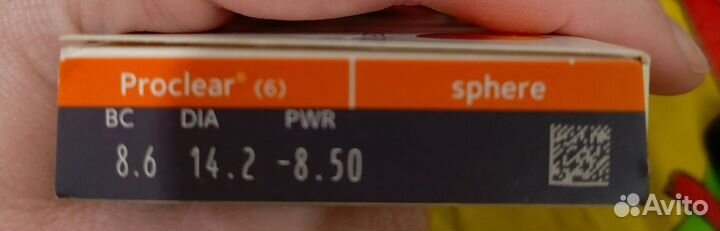 Proclear® (6) sphere
BC DIA PWR
8.6 14.2 -8.50
Avito